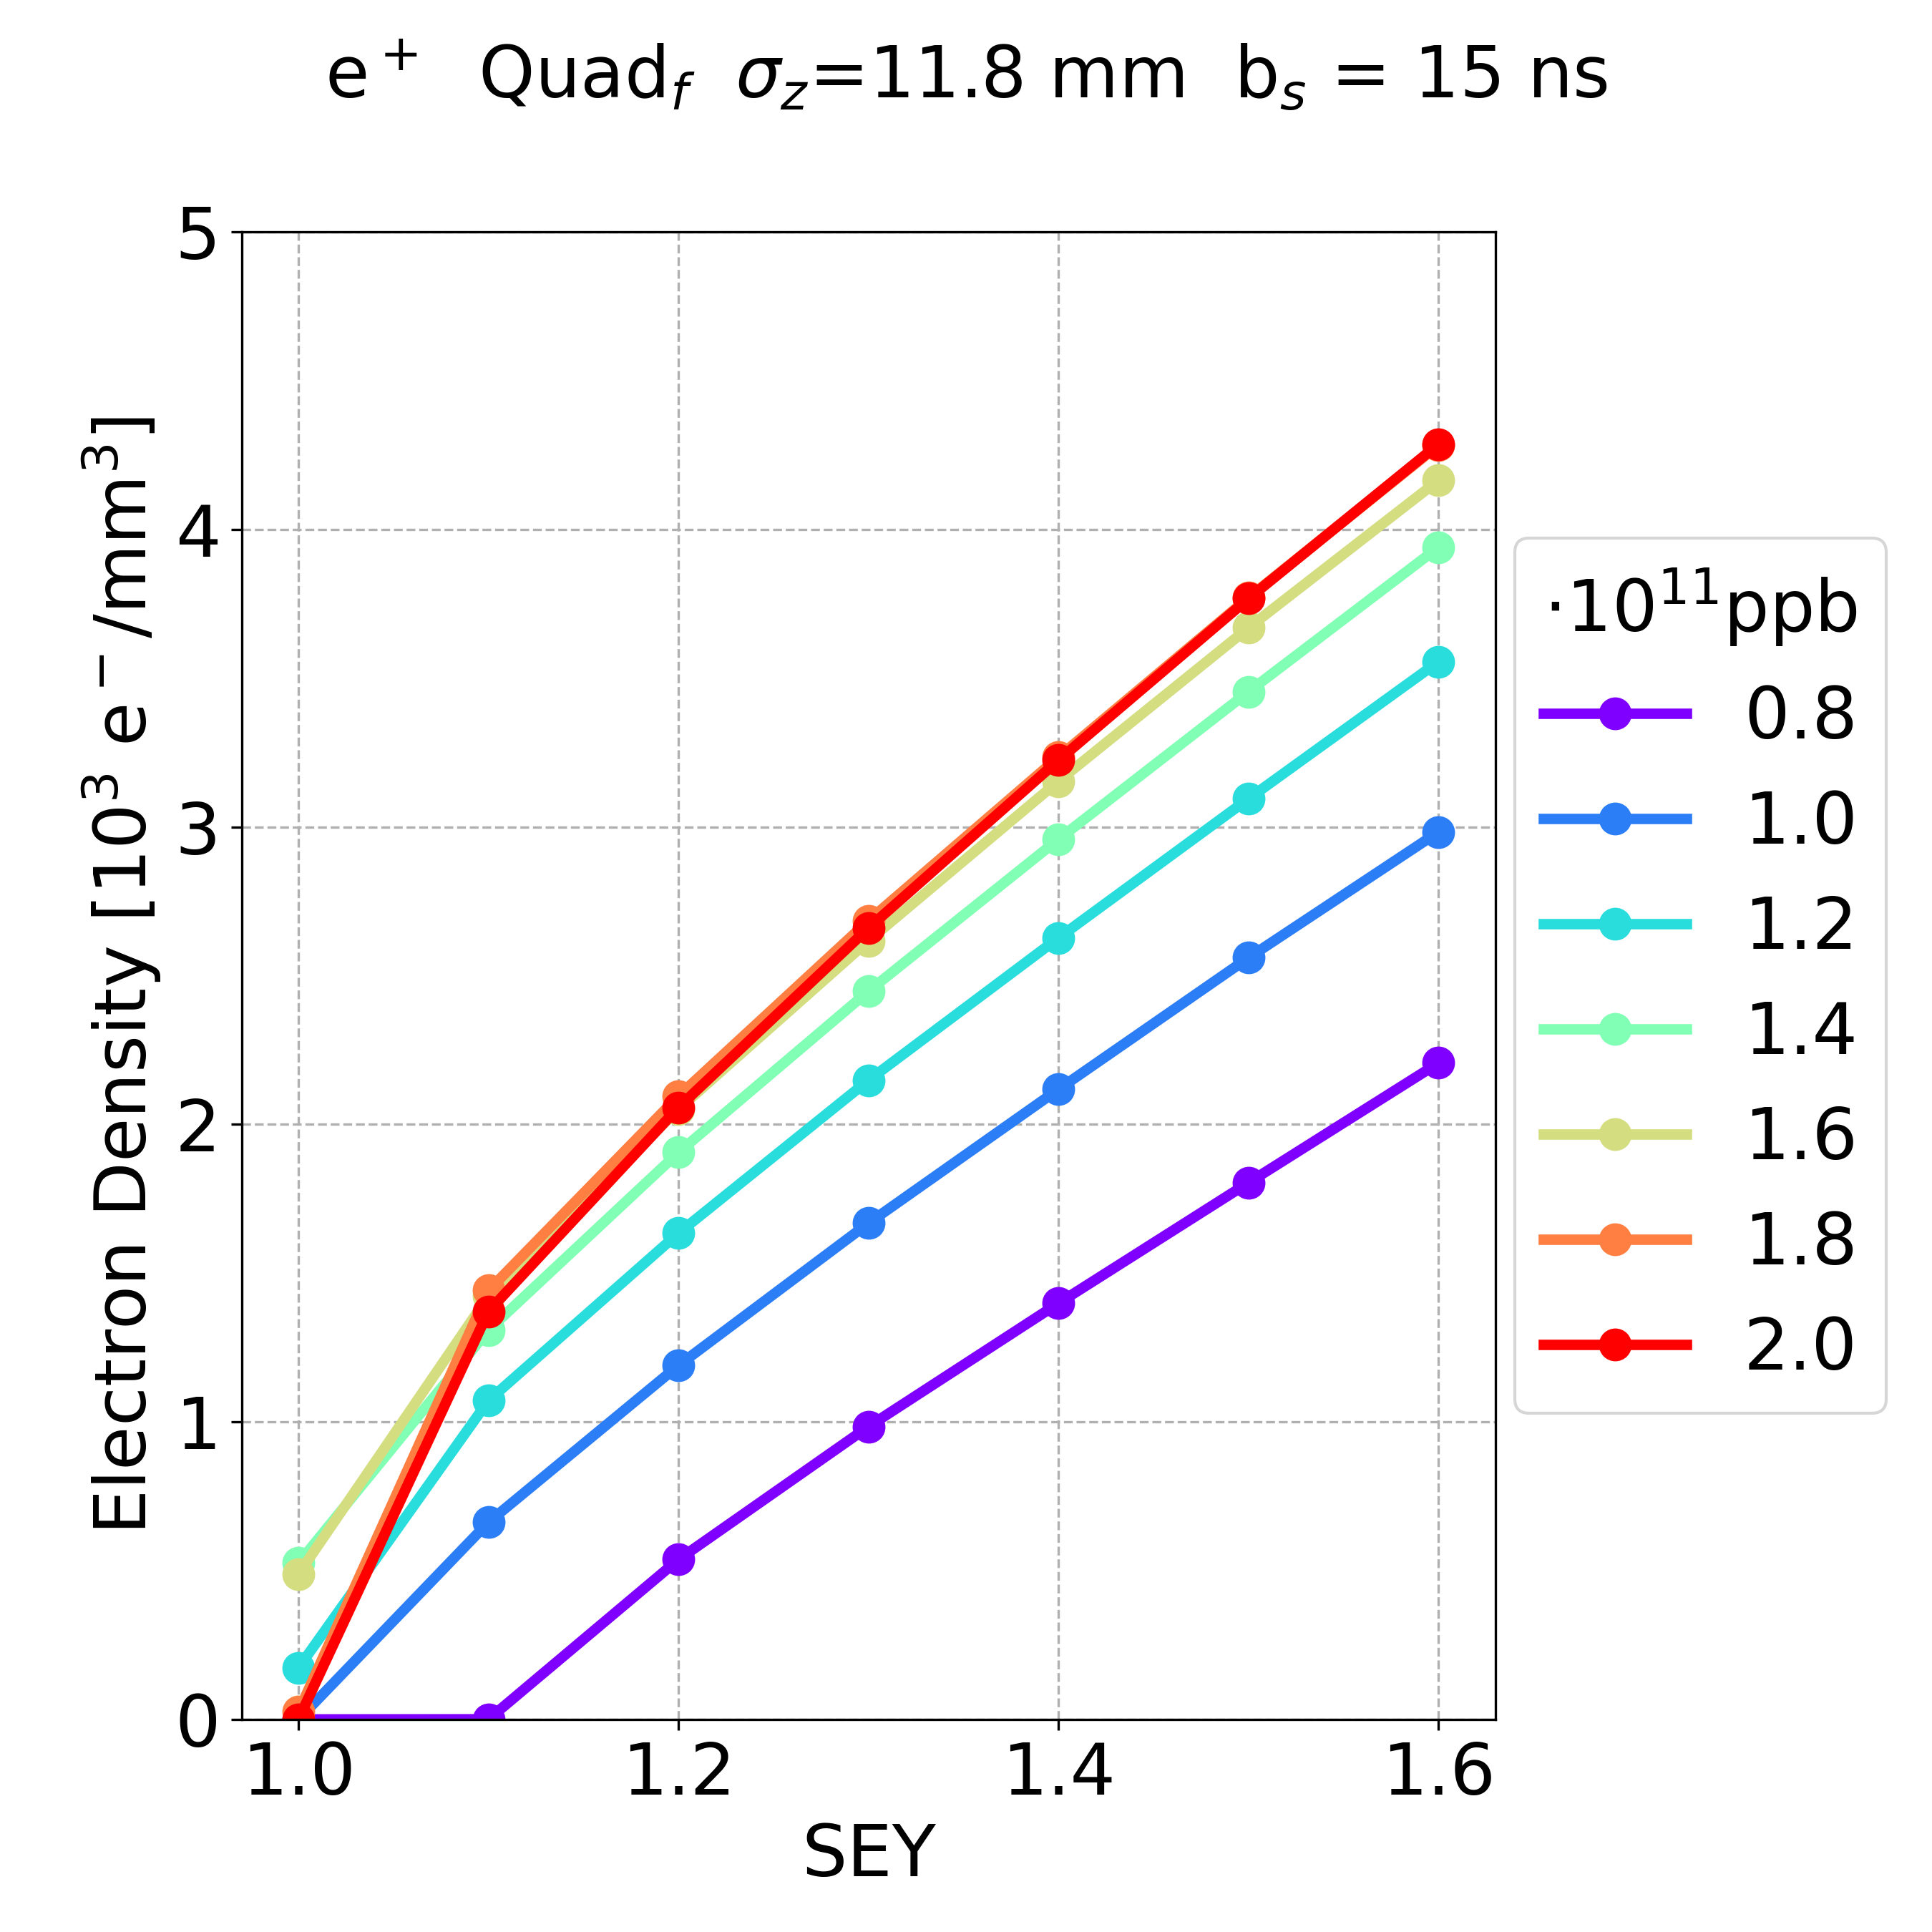 e⁺ Quad_f σ_z=11.8 mm b_s = 15 ns
Electron Density [10³ e⁻/mm³]
5
4
3
2
1
0
1.0 1.2 1.4 1.6
SEY
·10¹¹ppb
0.8
1.0
1.2
1.4
1.6
1.8
2.0